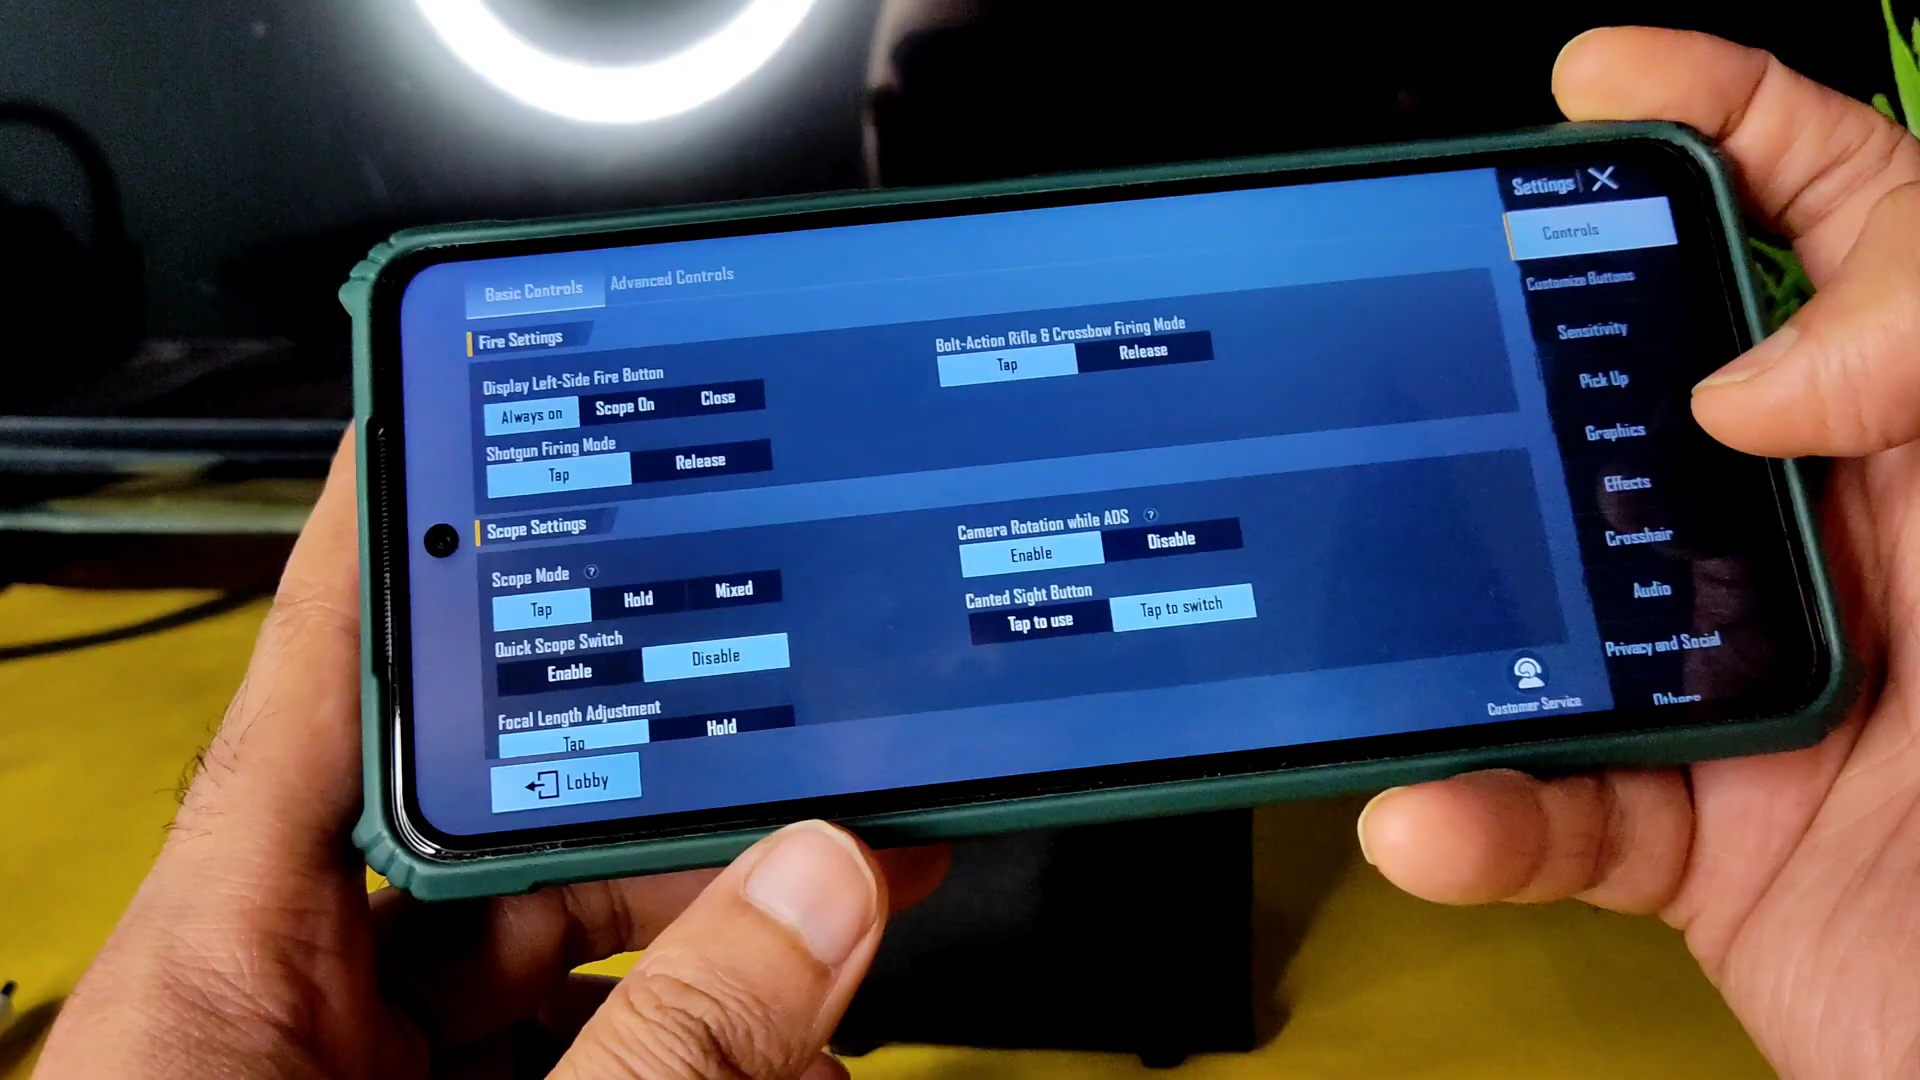 Settings
Controls
Customize Buttons
Sensitivity
Pick Up
Graphics
Effects
Crosshair
Audio
Privacy and Social
Others
Basic Controls Advanced Controls
Fire Settings
Display Left-Side Fire Button
Always on Scope On Close
Bolt-Action Rifle & Crossbow Firing Mode
Tap Release
Shotgun Firing Mode
Tap Release
Scope Settings
Scope Mode ?
Tap Hold Mixed
Camera Rotation while ADS ?
Enable Disable
Quick Scope Switch
Enable Disable
Canted Sight Button
Tap to use Tap to switch
Focal Length Adjustment
Tap Hold
Lobby
Customer Service